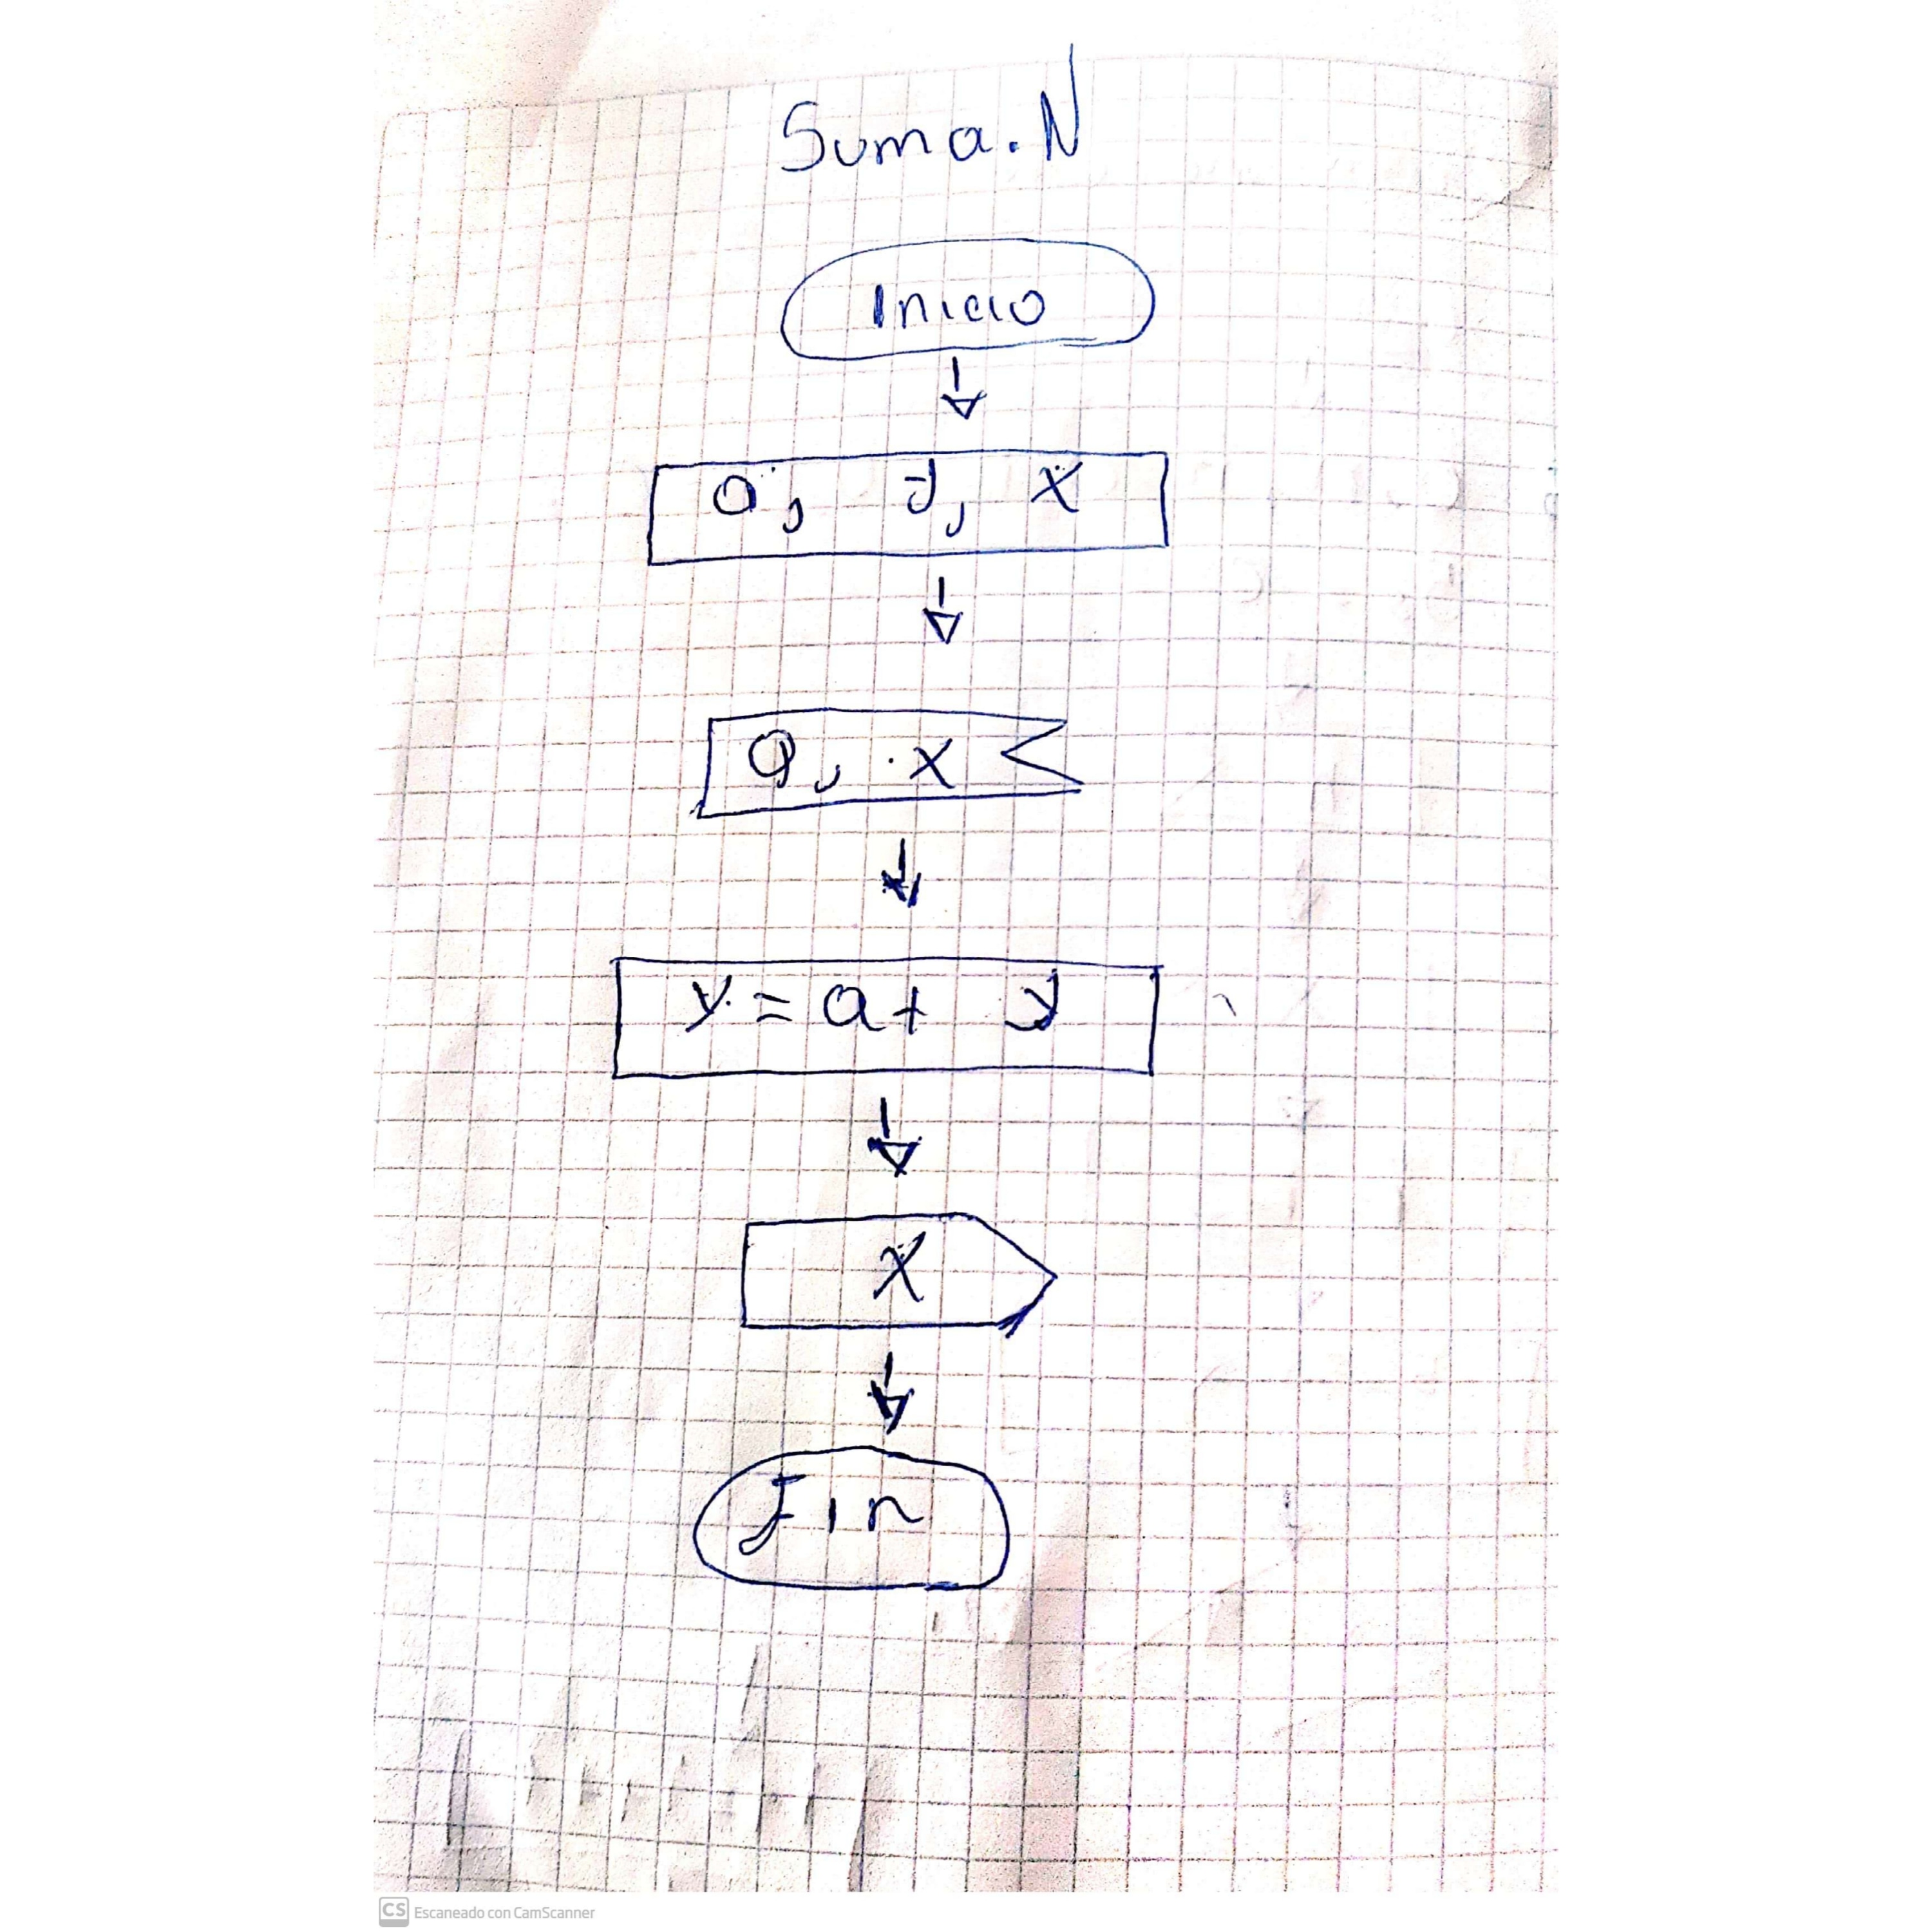 Suma.N
Inicio
a, y, x
a, x
y = a + y
x
Fin
CS Escaneado con CamScanner